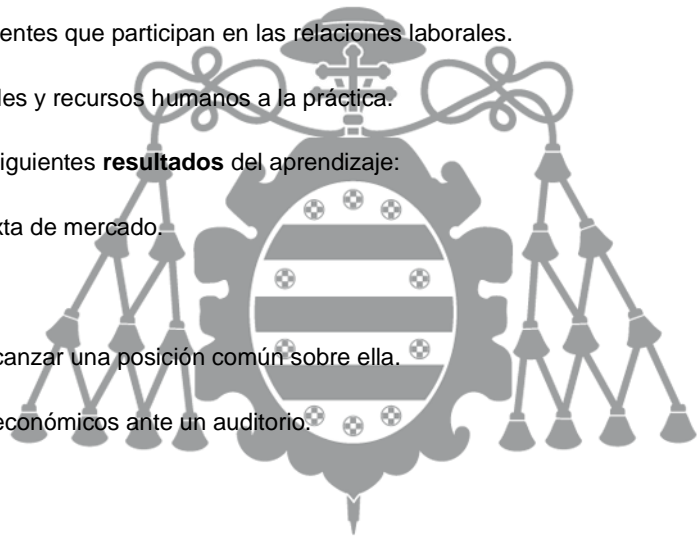 entes que participan en las relaciones laborales.
les y recursos humanos a la práctica.
iguientes resultados del aprendizaje:
xta de mercado.
canzar una posición común sobre ella.
económicos ante un auditorio.